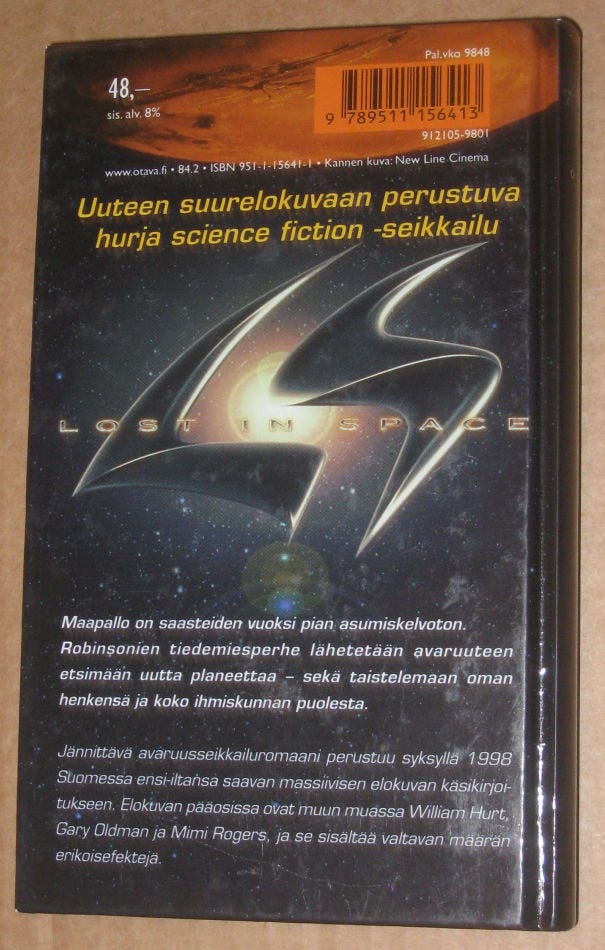 Pal.vko 9848
48,–
sis. alv. 8%
9 789511 156413
912105-9801
www.otava.fi • 84.2 • ISBN 951-1-15641-1 • Kannen kuva: New Line Cinema
Uuteen suurelokuvaan perustuva
hurja science fiction -seikkailu
LOST IN SPACE
Maapallo on saasteiden vuoksi pian asumiskelvoton.
Robinsonien tiedemiesperhe lähetetään avaruuteen
etsimään uutta planeettaa – sekä taistelemaan oman
henkensä ja koko ihmiskunnan puolesta.
Jännittävä avaruusseikkailuromaani perustuu syksyllä 1998
Suomessa ensi-iltansa saavan massiivisen elokuvan käsikirjoi-
tukseen. Elokuvan pääosissa ovat muun muassa William Hurt,
Gary Oldman ja Mimi Rogers, ja se sisältää valtavan määrän
erikoisefektejä.